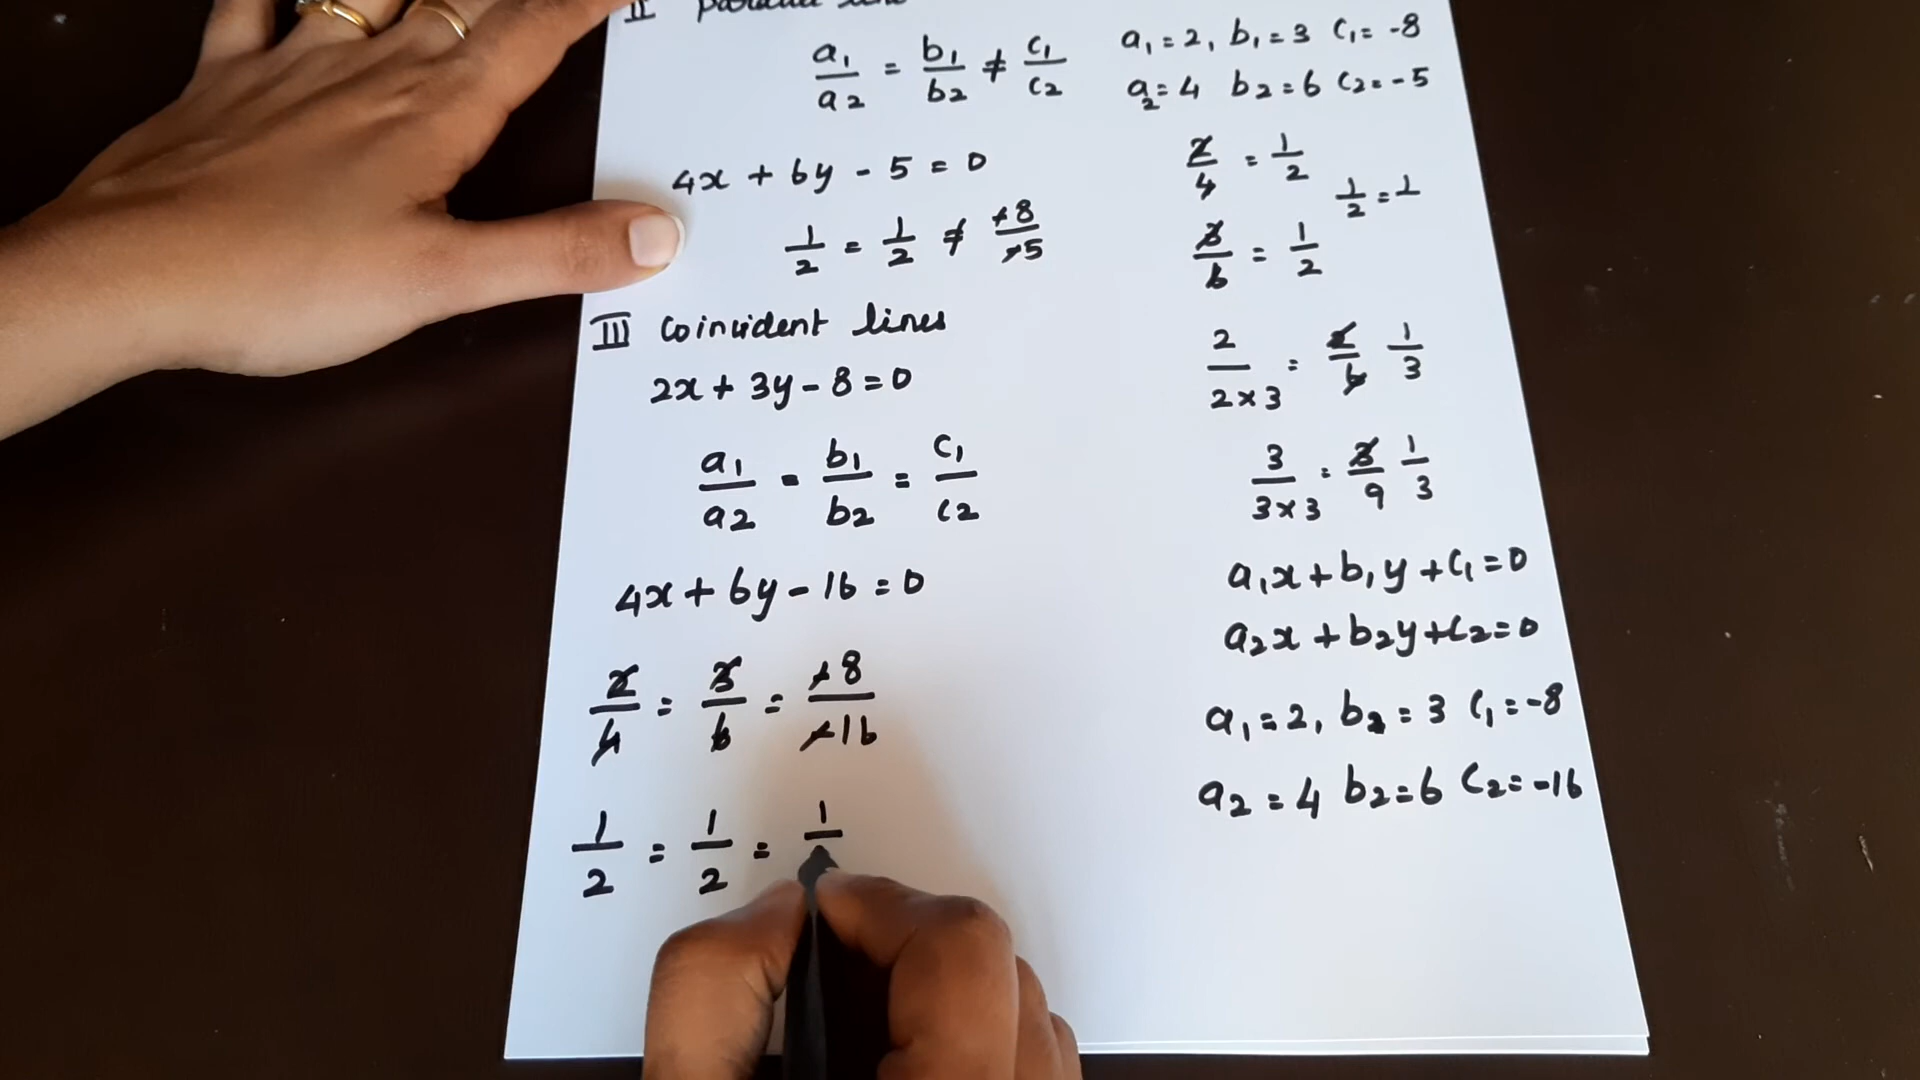 II parallel line
a1/a2 = b1/b2 ≠ c1/c2
4x + 6y - 5 = 0
1/2 = 1/2 ≠ -8/-5
III Coincident lines
2x + 3y - 8 = 0
a1/a2 = b1/b2 = c1/c2
4x + 6y - 16 = 0
2/4 = 3/6 = -8/-16
1/2 = 1/2 = 1/
a1 = 2, b1 = 3 c1 = -8
a2 = 4 b2 = 6 c2 = -5
2/4 = 1/2
1/2 = 1
3/6 = 1/2
2/2×3 = 2/6 1/3
3/3×3 = 3/9 1/3
a1x + b1y + c1 = 0
a2x + b2y + c2 = 0
a1 = 2, b2 = 3 c1 = -8
a2 = 4 b2 = 6 c2 = -16